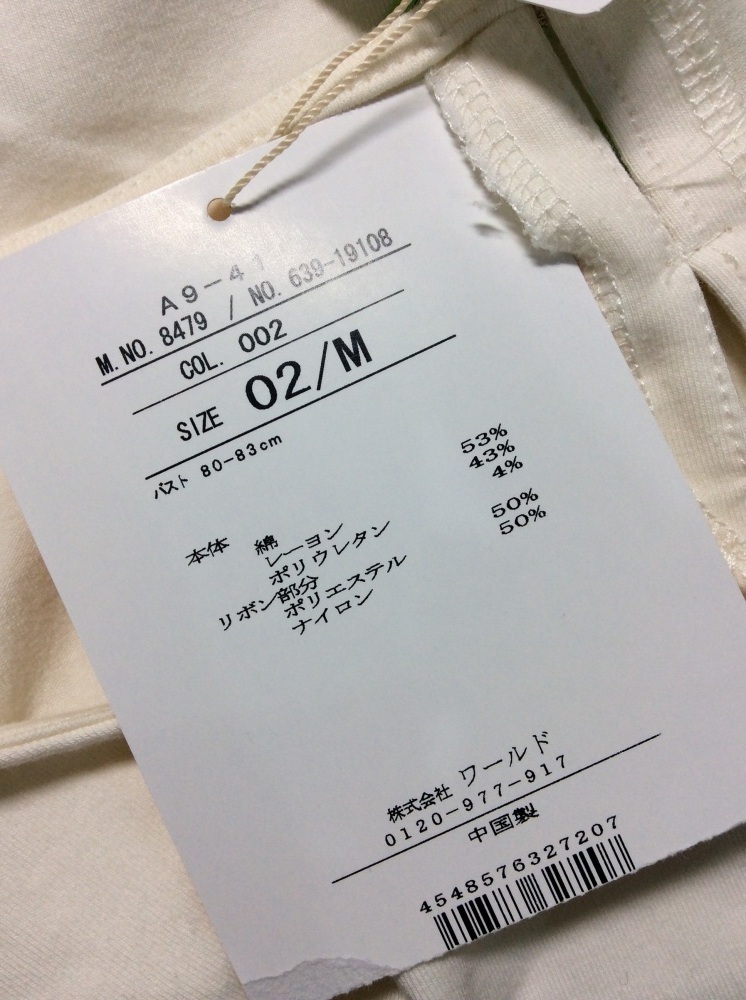 A9-41
M.NO. 8479 / NO. 639-19108
COL. 002
SIZE 02/M
バスト 80-83cm
本体 綿 53%
レーヨン 43%
ポリウレタン 4%
リボン部分
ポリエステル 50%
ナイロン 50%
株式会社 ワールド
0120-977-917
中国製
4548576327207